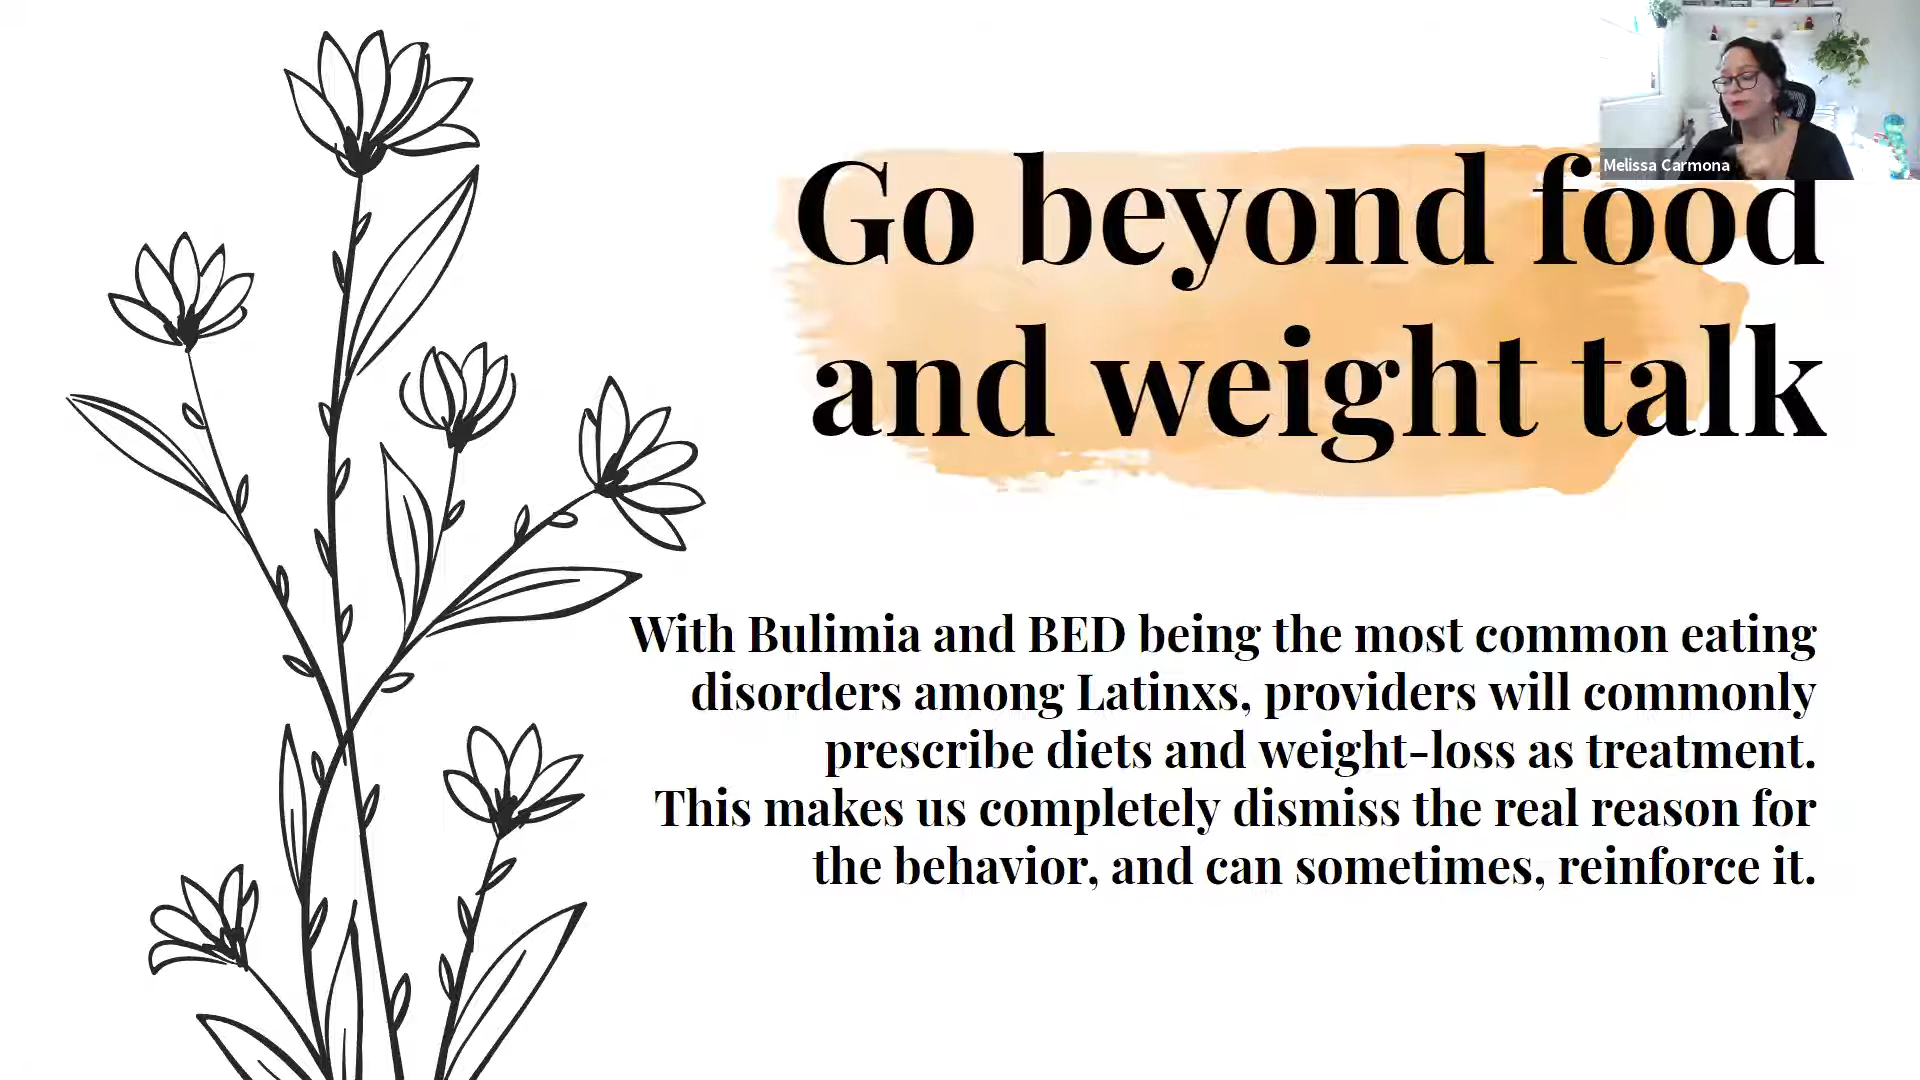 Melissa Carmona
Go beyond food
and weight talk
With Bulimia and BED being the most common eating
disorders among Latinxs, providers will commonly
prescribe diets and weight-loss as treatment.
This makes us completely dismiss the real reason for
the behavior, and can sometimes, reinforce it.